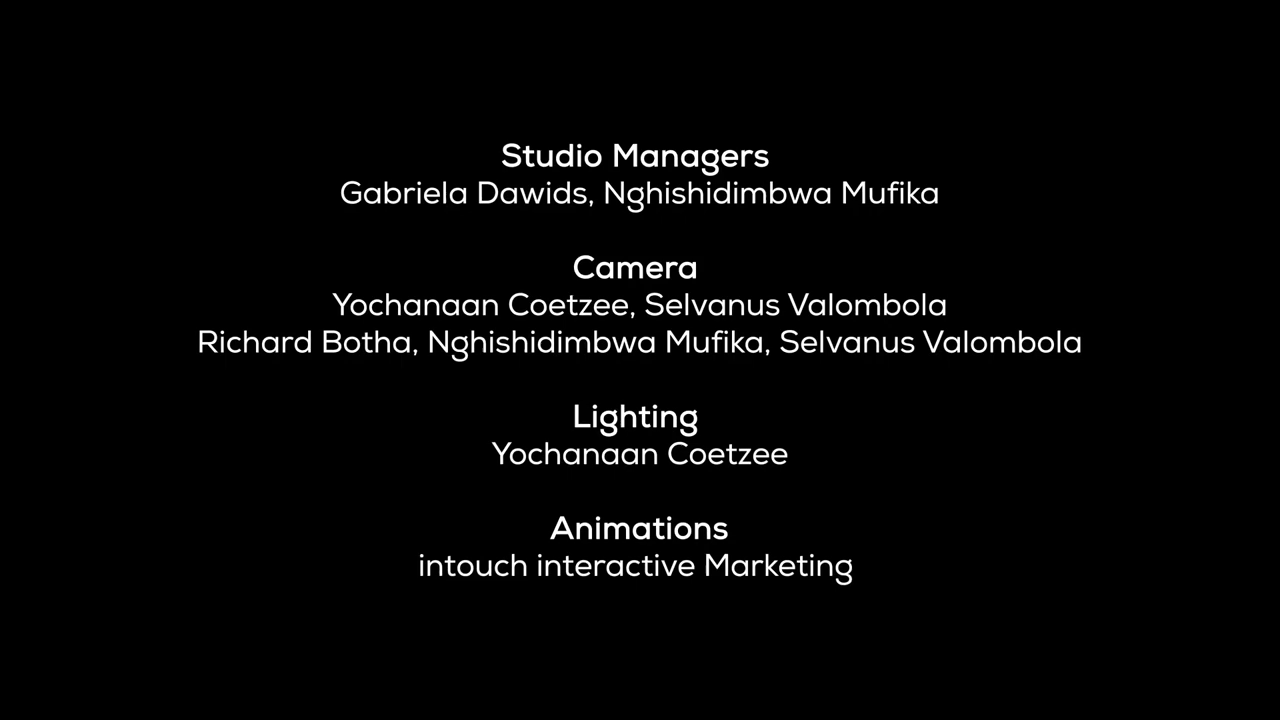 Studio Managers
Gabriela Dawids, Nghishidimbwa Mufika
Camera
Yochanaan Coetzee, Selvanus Valombola
Richard Botha, Nghishidimbwa Mufika, Selvanus Valombola
Lighting
Yochanaan Coetzee
Animations
intouch interactive Marketing